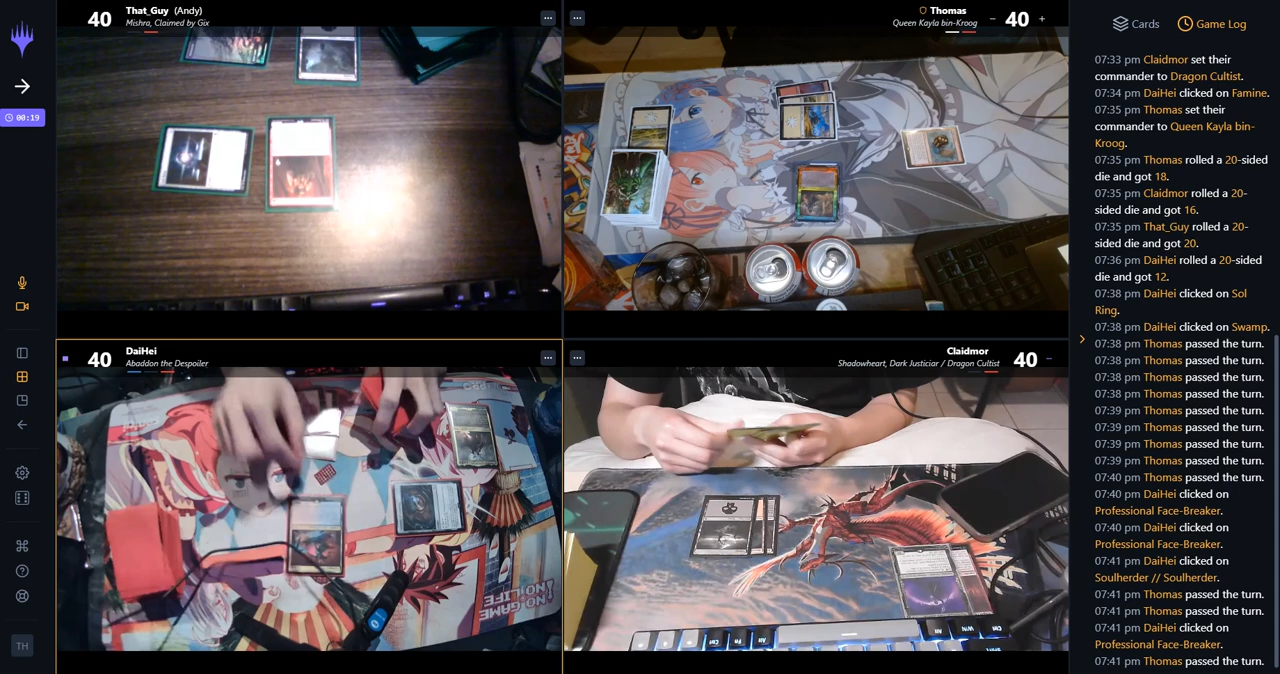 00:19
TH
40
That_Guy (Andy)
Mishra, Claimed by Gix
Thomas
Queen Kayla bin-Kroog
− 40 +
40
DaiHei
Abaddon the Despoiler
NO GAME
NO LIFE
Claidmor
Shadowheart, Dark Justiciar / Dragon Cultist
40 −
Ctrl
Fn
Alt
Alt
Ctrl
Cards
Game Log
07:33 pm Claidmor set their
commander to Dragon Cultist.
07:34 pm DaiHei clicked on Famine.
07:35 pm Thomas set their
commander to Queen Kayla bin-
Kroog.
07:35 pm Thomas rolled a 20-sided
die and got 18.
07:35 pm Claidmor rolled a 20-
sided die and got 16.
07:35 pm That_Guy rolled a 20-
sided die and got 20.
07:36 pm DaiHei rolled a 20-sided
die and got 12.
07:38 pm DaiHei clicked on Sol
Ring.
07:38 pm DaiHei clicked on Swamp.
07:38 pm Thomas passed the turn.
07:38 pm Thomas passed the turn.
07:38 pm Thomas passed the turn.
07:38 pm Thomas passed the turn.
07:39 pm Thomas passed the turn.
07:39 pm Thomas passed the turn.
07:39 pm Thomas passed the turn.
07:39 pm Thomas passed the turn.
07:40 pm Thomas passed the turn.
07:40 pm DaiHei clicked on
Professional Face-Breaker.
07:40 pm DaiHei clicked on
Professional Face-Breaker.
07:41 pm DaiHei clicked on
Soulherder // Soulherder.
07:41 pm Thomas passed the turn.
07:41 pm Thomas passed the turn.
07:41 pm DaiHei clicked on
Professional Face-Breaker.
07:41 pm Thomas passed the turn.